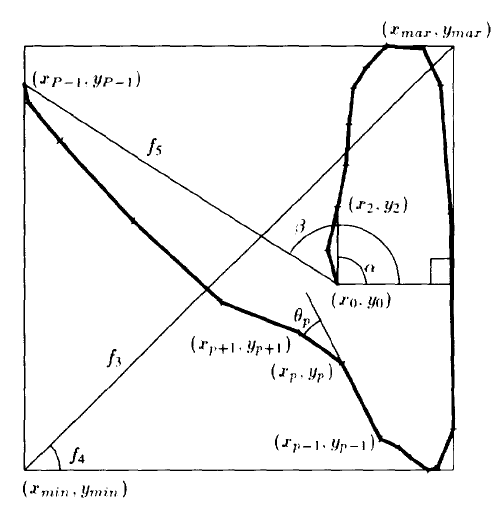 (x_max, y_max)
(x_{P-1}, y_{P-1})
f_5
(x_2, y_2)
β
α
(x_0, y_0)
θ_p
(x_{p+1}, y_{p+1})
f_3
(x_p, y_p)
(x_{p-1}, y_{p-1})
f_4
(x_min, y_min)